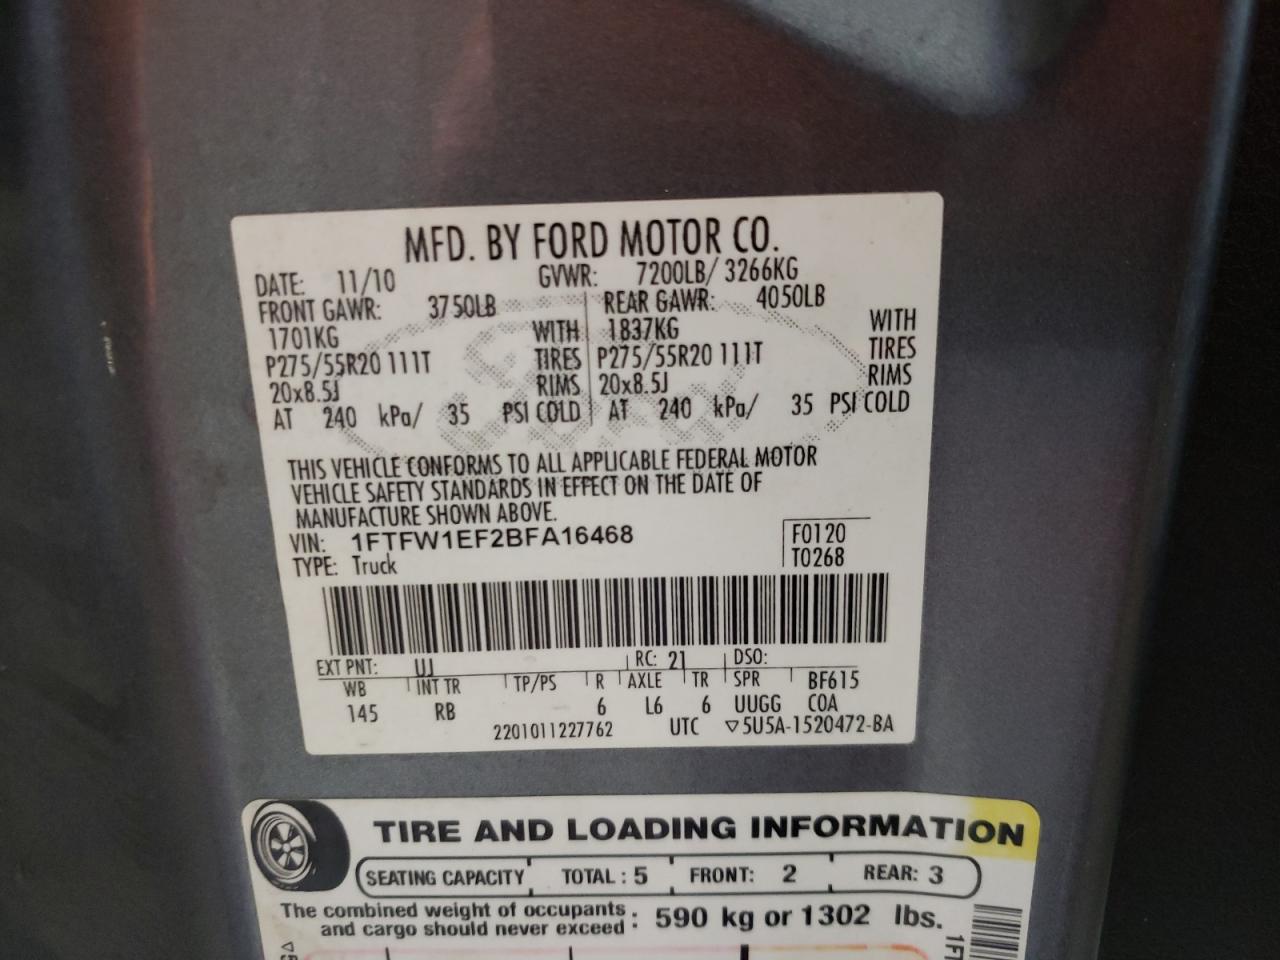 MFD. BY FORD MOTOR CO.
DATE: 11/10 GVWR: 7200LB/ 3266KG
FRONT GAWR: 3750LB REAR GAWR: 4050LB
1701KG WITH 1837KG WITH
P275/55R20 111T TIRES P275/55R20 111T TIRES
20x8.5J RIMS 20x8.5J RIMS
AT 240 kPa/ 35 PSI COLD AT 240 kPa/ 35 PSI COLD
THIS VEHICLE CONFORMS TO ALL APPLICABLE FEDERAL MOTOR
VEHICLE SAFETY STANDARDS IN EFFECT ON THE DATE OF
MANUFACTURE SHOWN ABOVE.
VIN: 1FTFW1EF2BFA16468 F0120
TYPE: Truck T0268
EXT PNT: UJ RC: 21 DSO:
WB INT TR TP/PS R AXLE TR SPR BF615
145 RB 6 L6 6 UUGG COA
2201011227762 UTC ▽5U5A-1520472-BA
TIRE AND LOADING INFORMATION
SEATING CAPACITY TOTAL : 5 FRONT: 2 REAR: 3
The combined weight of occupants
and cargo should never exceed : 590 kg or 1302 lbs.
1FT